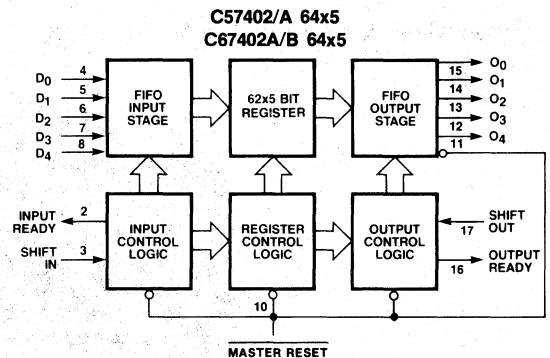 C57402/A 64x5
C67402A/B 64x5
D0 4
D1 5
D2 6
D3 7
D4 8
FIFO
INPUT
STAGE
62x5 BIT
REGISTER
FIFO
OUTPUT
STAGE
O0
15 O1
14 O2
13 O3
12 O4
11
INPUT
READY
2
SHIFT
IN
3
INPUT
CONTROL
LOGIC
REGISTER
CONTROL
LOGIC
OUTPUT
CONTROL
LOGIC
SHIFT
OUT
17
16
OUTPUT
READY
10
MASTER RESET